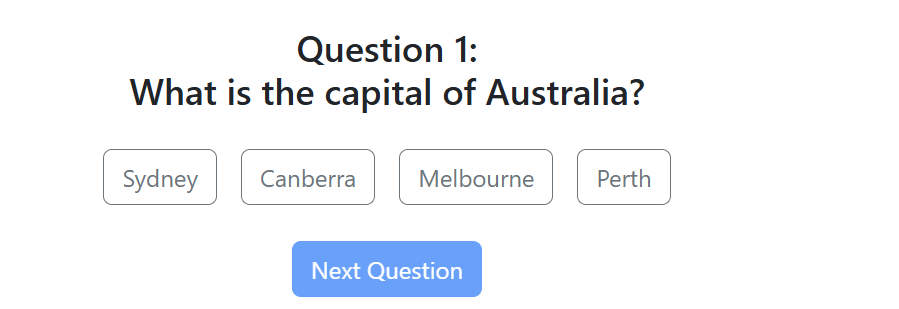 Question 1:
What is the capital of Australia?
Sydney Canberra Melbourne Perth
Next Question